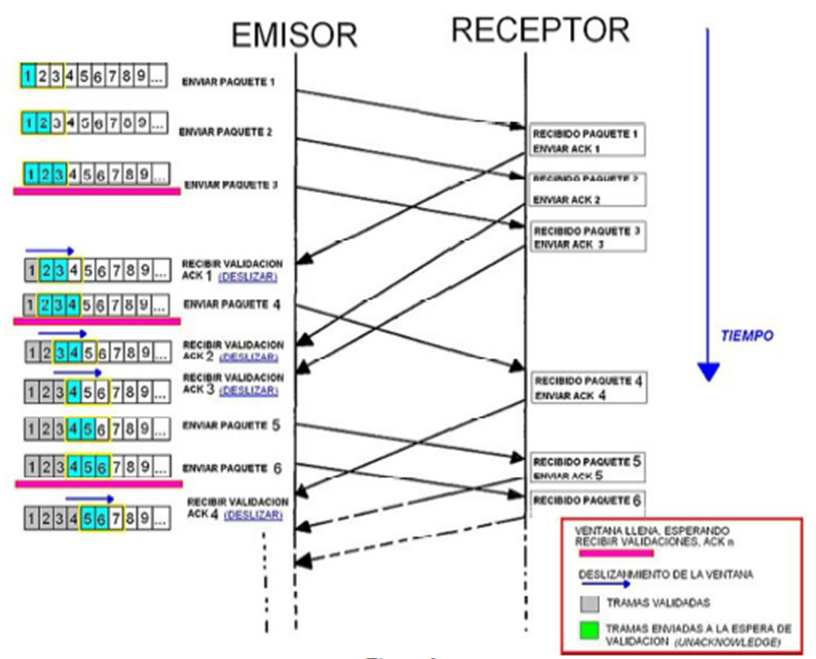 EMISOR
RECEPTOR
1 2 3 4 5 6 7 8 9 ...
ENVIAR PAQUETE 1
RECIBIDO PAQUETE 1
ENVIAR ACK 1
1 2 3 4 5 6 7 8 9 ...
ENVIAR PAQUETE 2
RECIBIDO PAQUETE 2
ENVIAR ACK 2
1 2 3 4 5 6 7 8 9 ...
ENVIAR PAQUETE 3
RECIBIDO PAQUETE 3
ENVIAR ACK 3
1 2 3 4 5 6 7 8 9 ...
RECIBIR VALIDACION
ACK 1 (DESLIZAR)
1 2 3 4 5 6 7 8 9 ...
ENVIAR PAQUETE 4
TIEMPO
1 2 3 4 5 6 7 8 9 ...
RECIBIR VALIDACION
ACK 2 (DESLIZAR)
1 2 3 4 5 6 7 8 9 ...
RECIBIR VALIDACION
ACK 3 (DESLIZAR)
RECIBIDO PAQUETE 4
ENVIAR ACK 4
1 2 3 4 5 6 7 8 9 ...
ENVIAR PAQUETE 5
RECIBIDO PAQUETE 5
ENVIAR ACK 5
1 2 3 4 5 6 7 8 9 ...
ENVIAR PAQUETE 6
RECIBIDO PAQUETE 6
1 2 3 4 5 6 7 8 9 ...
RECIBIR VALIDACION
ACK 4 (DESLIZAR)
VENTANA LLENA, ESPERANDO
RECIBIR VALIDACIONES, ACK n
DESLIZANMIENTO DE LA VENTANA
TRAMAS VALIDADAS
TRAMAS ENVIADAS A LA ESPERA DE
VALIDACION (UNACKNOWLEDGE)